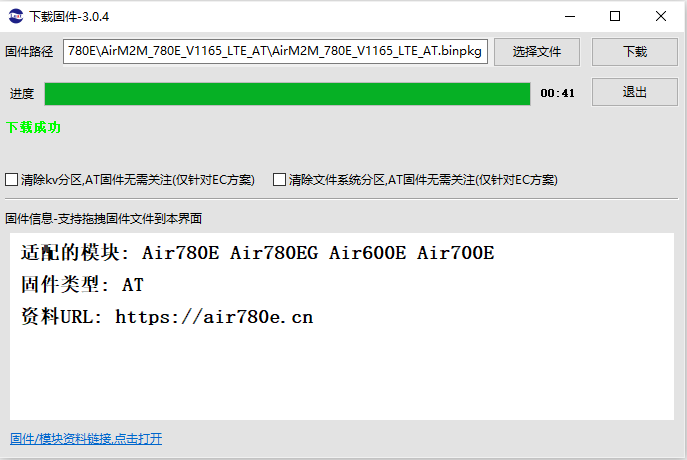 下载固件-3.0.4
固件路径 780E\AirM2M_780E_V1165_LTE_AT\AirM2M_780E_V1165_LTE_AT.binpkg 选择文件 下载
进度 00:41 退出
下载成功
清除kv分区,AT固件无需关注(仅针对EC方案) 清除文件系统分区,AT固件无需关注(仅针对EC方案)
固件信息-支持拖拽固件文件到本界面
适配的模块: Air780E Air780EG Air600E Air700E
固件类型: AT
资料URL: https://air780e.cn
固件/模块资料链接,点击打开